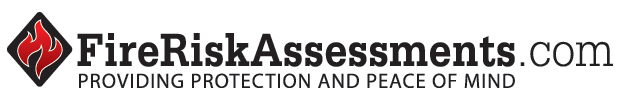 FireRiskAssessments.com
PROVIDING PROTECTION AND PEACE OF MIND